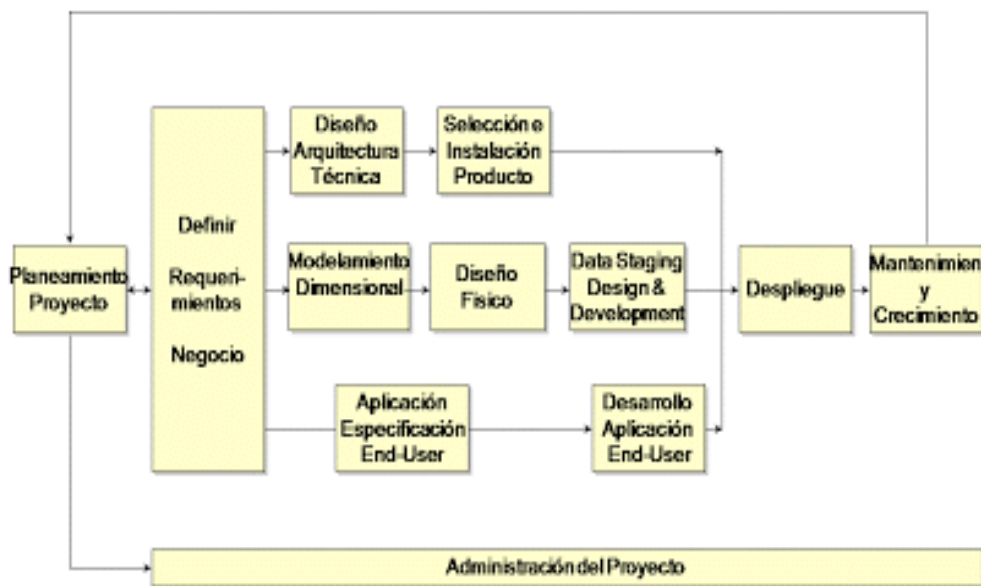 Diseño
Arquitectura
Técnica
Selección e
Instalación
Producto
Planeamiento
Proyecto
Definir
Requeri-
mientos
Negocio
Modelamiento
Dimensional
Diseño
Físico
Data Staging
Design &
Development
Despliegue
Mantenimien
y
Crecimiento
Aplicación
Especificación
End-User
Desarrollo
Aplicación
End-User
Administración del Proyecto